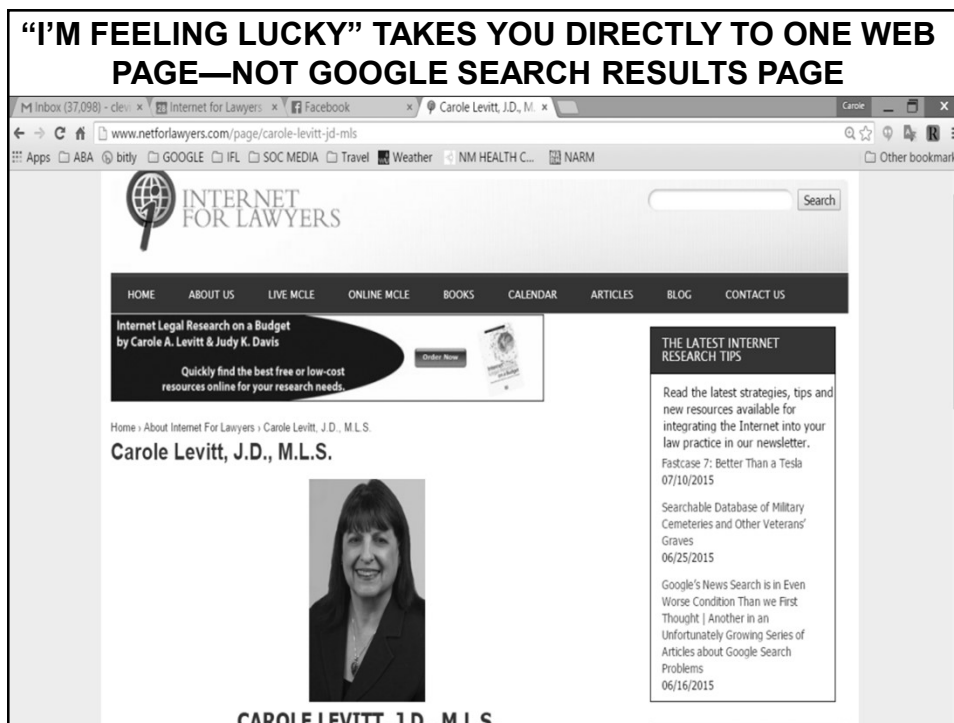 “I’M FEELING LUCKY” TAKES YOU DIRECTLY TO ONE WEB
PAGE—NOT GOOGLE SEARCH RESULTS PAGE
Inbox (37,098) - clevi
Internet for Lawyers
Facebook
Carole Levitt, J.D., M.
Carole
www.netforlawyers.com/page/carole-levitt-jd-mls
Apps ABA bitly GOOGLE IFL SOC MEDIA Travel Weather NM HEALTH C... NARM Other bookmark
INTERNET
FOR LAWYERS
Search
HOME ABOUT US LIVE MCLE ONLINE MCLE BOOKS CALENDAR ARTICLES BLOG CONTACT US
Internet Legal Research on a Budget
by Carole A. Levitt & Judy K. Davis
Quickly find the best free or low-cost
resources online for your research needs.
Order Now
Home › About Internet For Lawyers › Carole Levitt, J.D., M.L.S.
Carole Levitt, J.D., M.L.S.
CAROLE LEVITT, J.D., M.L.S.
THE LATEST INTERNET
RESEARCH TIPS
Read the latest strategies, tips and
new resources available for
integrating the Internet into your
law practice in our newsletter.
Fastcase 7: Better Than a Tesla
07/10/2015
Searchable Database of Military
Cemeteries and Other Veterans'
Graves
06/25/2015
Google's News Search is in Even
Worse Condition Than we First
Thought | Another in an
Unfortunately Growing Series of
Articles about Google Search
Problems
06/16/2015